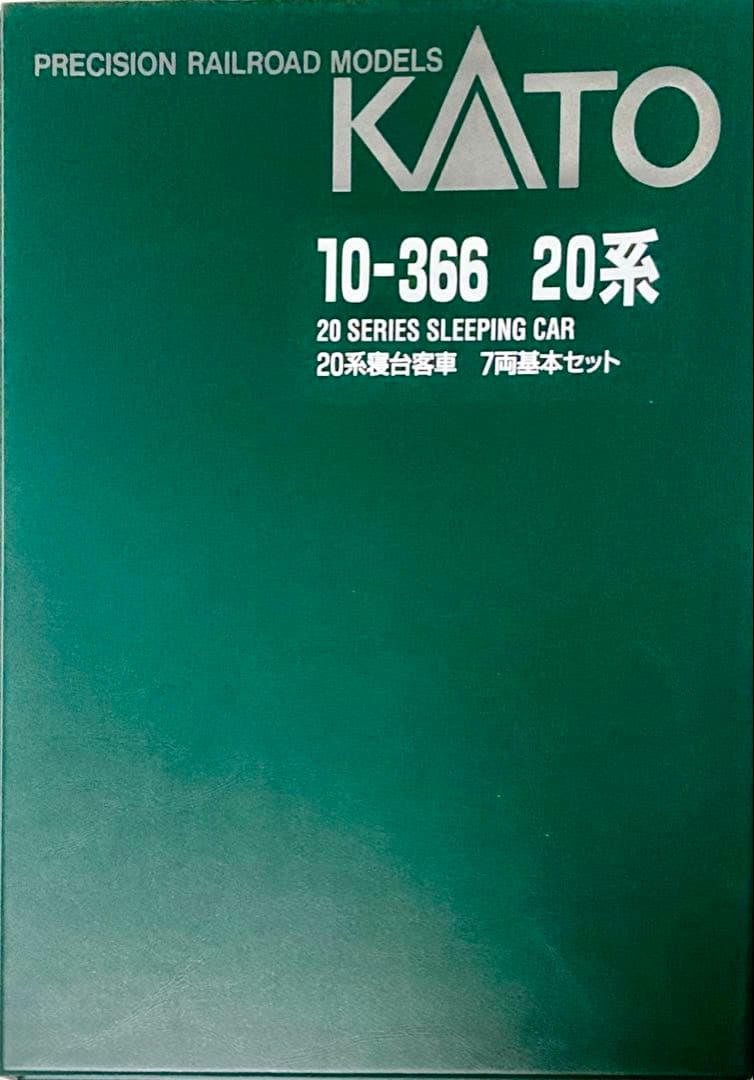 PRECISION RAILROAD MODELS
KATO
10-366 20系
20 SERIES SLEEPING CAR
20系寝台客車 7両基本セット